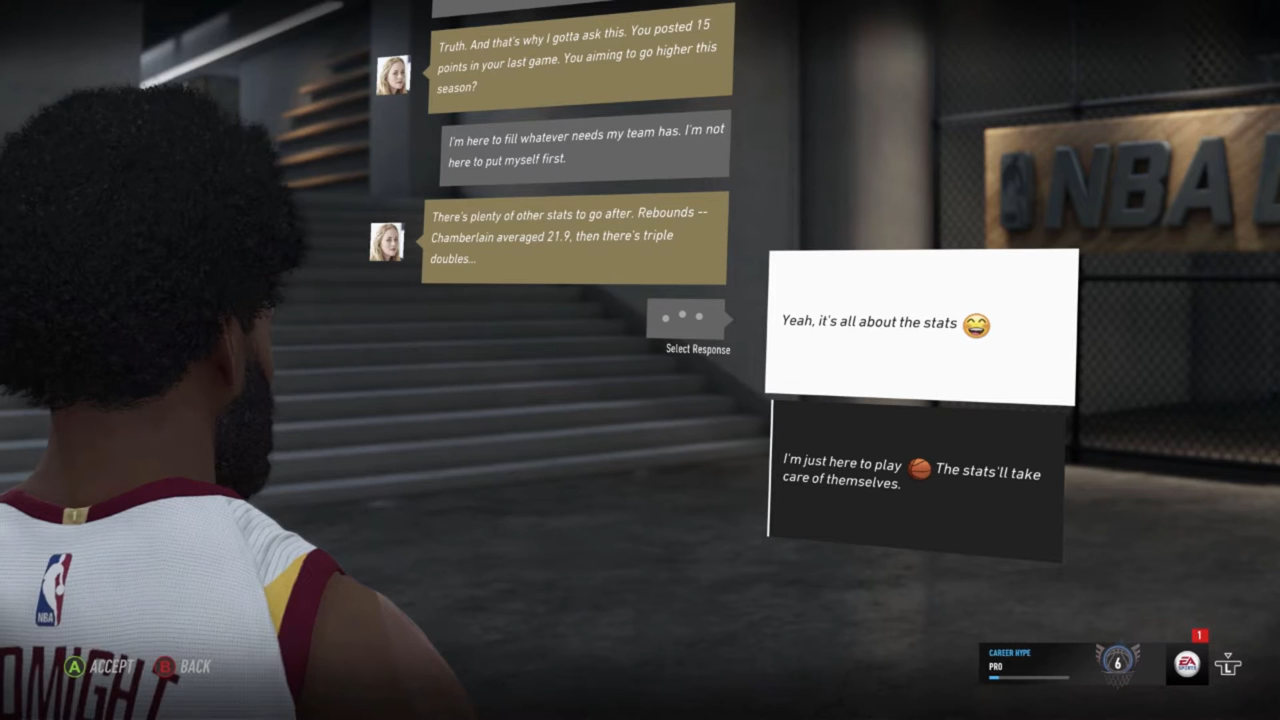 Truth. And that's why I gotta ask this. You posted 15
points in your last game. You aiming to go higher this
season?
I'm here to fill whatever needs my team has. I'm not
here to put myself first.
There's plenty of other stats to go after. Rebounds --
Chamberlain averaged 21.9, then there's triple
doubles...
Select Response
Yeah, it's all about the stats 😄
I'm just here to play 🏀 The stats'll take
care of themselves.
NBA
1
NBA
A ACCEPT B BACK
CAREER HYPE
PRO
6
1
EA
SPORTS
L